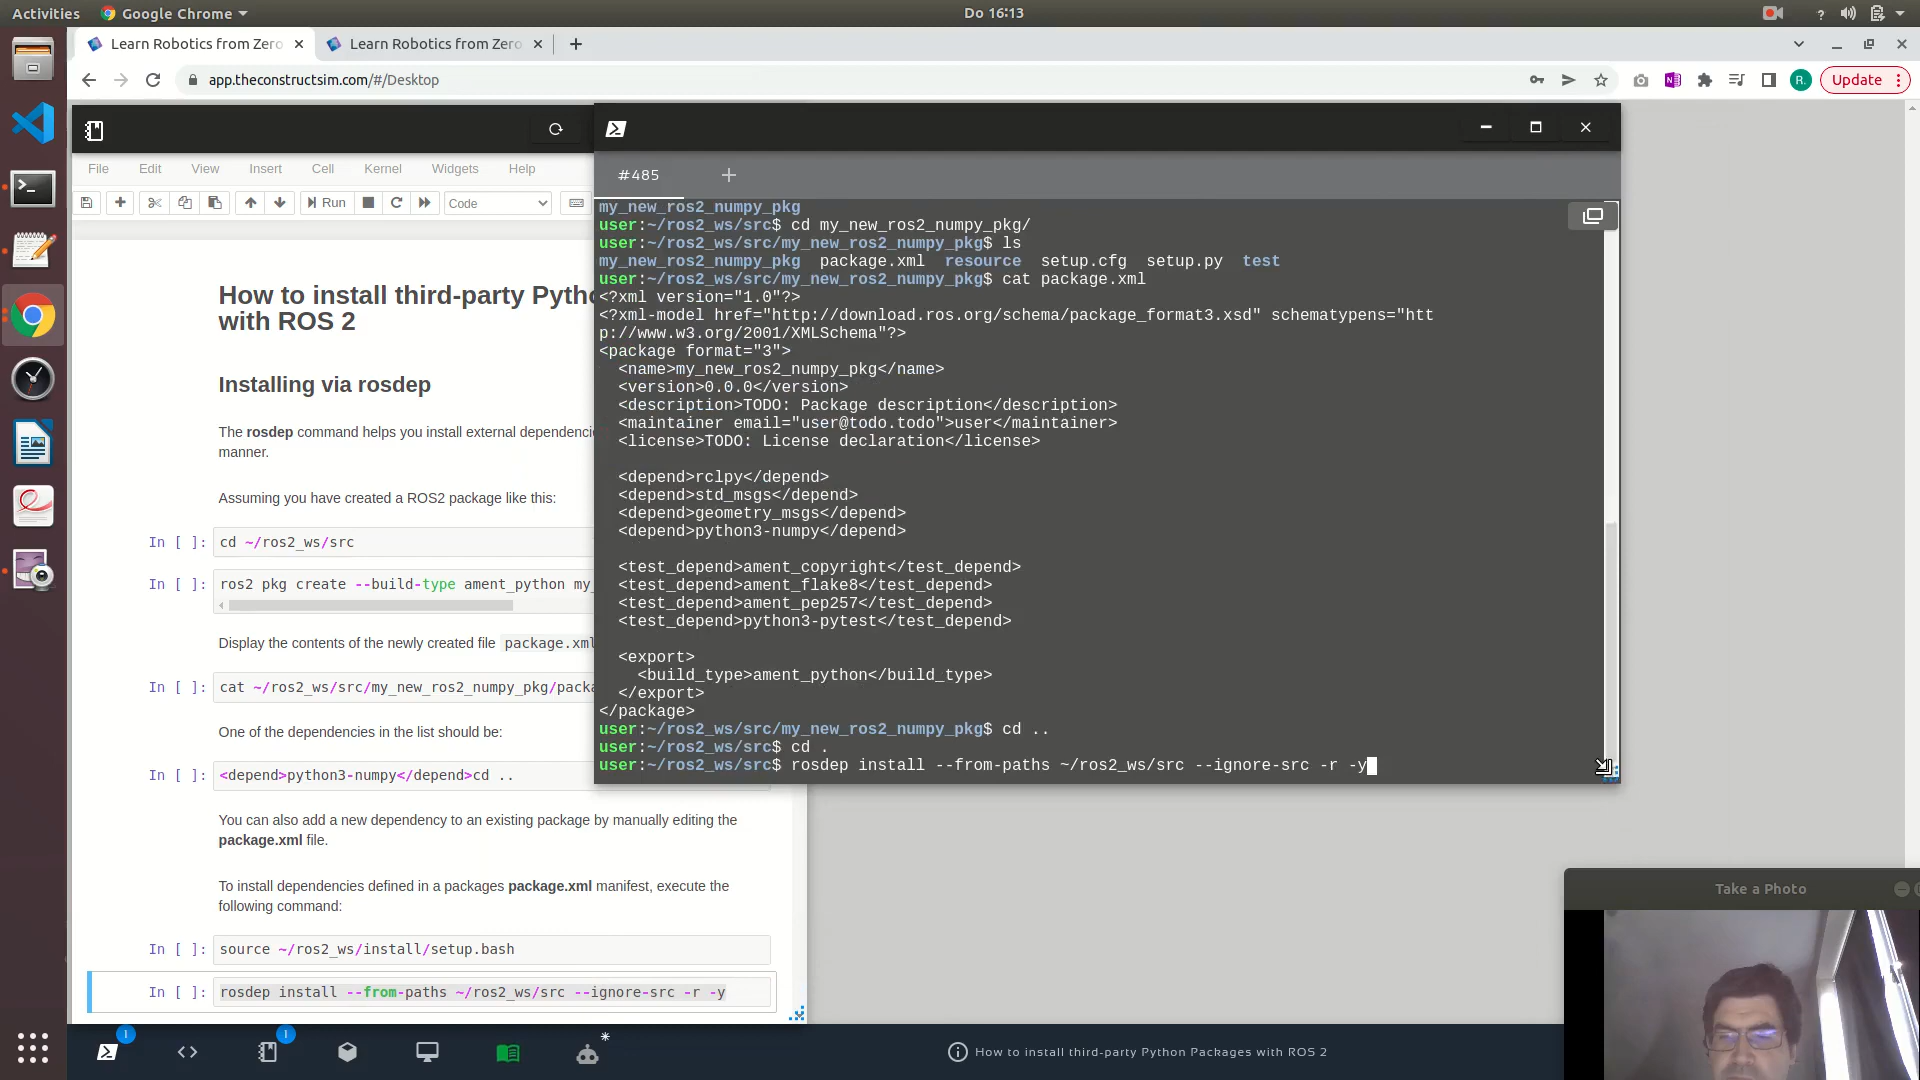 Activities Google Chrome Do 16:13
Learn Robotics from Zero Learn Robotics from Zero
app.theconstructsim.com/#/Desktop R. Update
File Edit View Insert Cell Kernel Widgets Help
Run Code
How to install third-party Pytho
with ROS 2
Installing via rosdep
The rosdep command helps you install external dependencie
manner.
Assuming you have created a ROS2 package like this:
In [ ]: cd ~/ros2_ws/src
In [ ]: ros2 pkg create --build-type ament_python my_
Display the contents of the newly created file package.xml
In [ ]: cat ~/ros2_ws/src/my_new_ros2_numpy_pkg/packa
One of the dependencies in the list should be:
In [ ]: <depend>python3-numpy</depend>cd ..
You can also add a new dependency to an existing package by manually editing the
package.xml file.
To install dependencies defined in a packages package.xml manifest, execute the
following command:
In [ ]: source ~/ros2_ws/install/setup.bash
In [ ]: rosdep install --from-paths ~/ros2_ws/src --ignore-src -r -y
#485
my_new_ros2_numpy_pkg
user:~/ros2_ws/src$ cd my_new_ros2_numpy_pkg/
user:~/ros2_ws/src/my_new_ros2_numpy_pkg$ ls
my_new_ros2_numpy_pkg package.xml resource setup.cfg setup.py test
user:~/ros2_ws/src/my_new_ros2_numpy_pkg$ cat package.xml
<?xml version="1.0"?>
<?xml-model href="http://download.ros.org/schema/package_format3.xsd" schematypens="htt
p://www.w3.org/2001/XMLSchema"?>
<package format="3">
<name>my_new_ros2_numpy_pkg</name>
<version>0.0.0</version>
<description>TODO: Package description</description>
<maintainer email="user@todo.todo">user</maintainer>
<license>TODO: License declaration</license>
<depend>rclpy</depend>
<depend>std_msgs</depend>
<depend>geometry_msgs</depend>
<depend>python3-numpy</depend>
<test_depend>ament_copyright</test_depend>
<test_depend>ament_flake8</test_depend>
<test_depend>ament_pep257</test_depend>
<test_depend>python3-pytest</test_depend>
<export>
<build_type>ament_python</build_type>
</export>
</package>
user:~/ros2_ws/src/my_new_ros2_numpy_pkg$ cd ..
user:~/ros2_ws/src$ cd .
user:~/ros2_ws/src$ rosdep install --from-paths ~/ros2_ws/src --ignore-src -r -y
Take a Photo
1 1
How to install third-party Python Packages with ROS 2